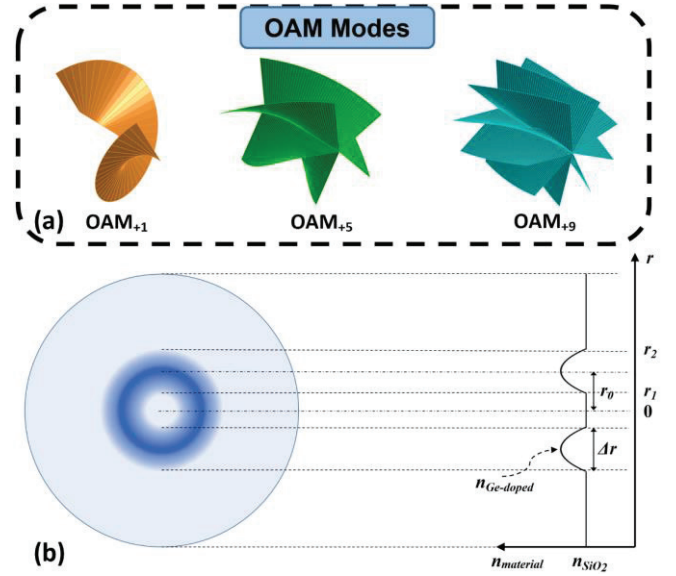 OAM Modes
(a)
OAM+1
OAM+5
OAM+9
r
r2
r0
r1
0
Δr
nGe-doped
(b)
nmaterial
nSiO2